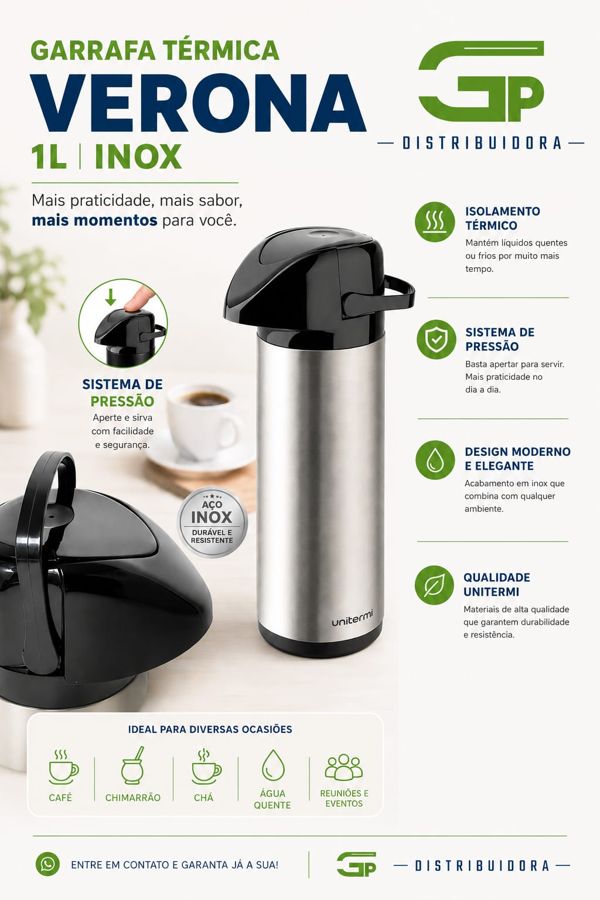 GARRAFA TÉRMICA
VERONA
1L | INOX
Mais praticidade, mais sabor,
mais momentos para você.
GP
DISTRIBUIDORA
ISOLAMENTO
TÉRMICO
Mantém líquidos quentes
ou frios por muito mais
tempo.
SISTEMA DE
PRESSÃO
Basta apertar para servir.
Mais praticidade no
dia a dia.
DESIGN MODERNO
E ELEGANTE
Acabamento em inox que
combina com qualquer
ambiente.
QUALIDADE
UNITERMI
Materiais de alta qualidade
que garantem durabilidade
e resistência.
SISTEMA DE
PRESSÃO
Aperte e sirva
com facilidade
e segurança.
AÇO
INOX
DURÁVEL E
RESISTENTE
unitermi
IDEAL PARA DIVERSAS OCASIÕES
CAFÉ
CHIMARRÃO
CHÁ
ÁGUA
QUENTE
REUNIÕES E
EVENTOS
ENTRE EM CONTATO E GARANTA JÁ A SUA!
GP
DISTRIBUIDORA